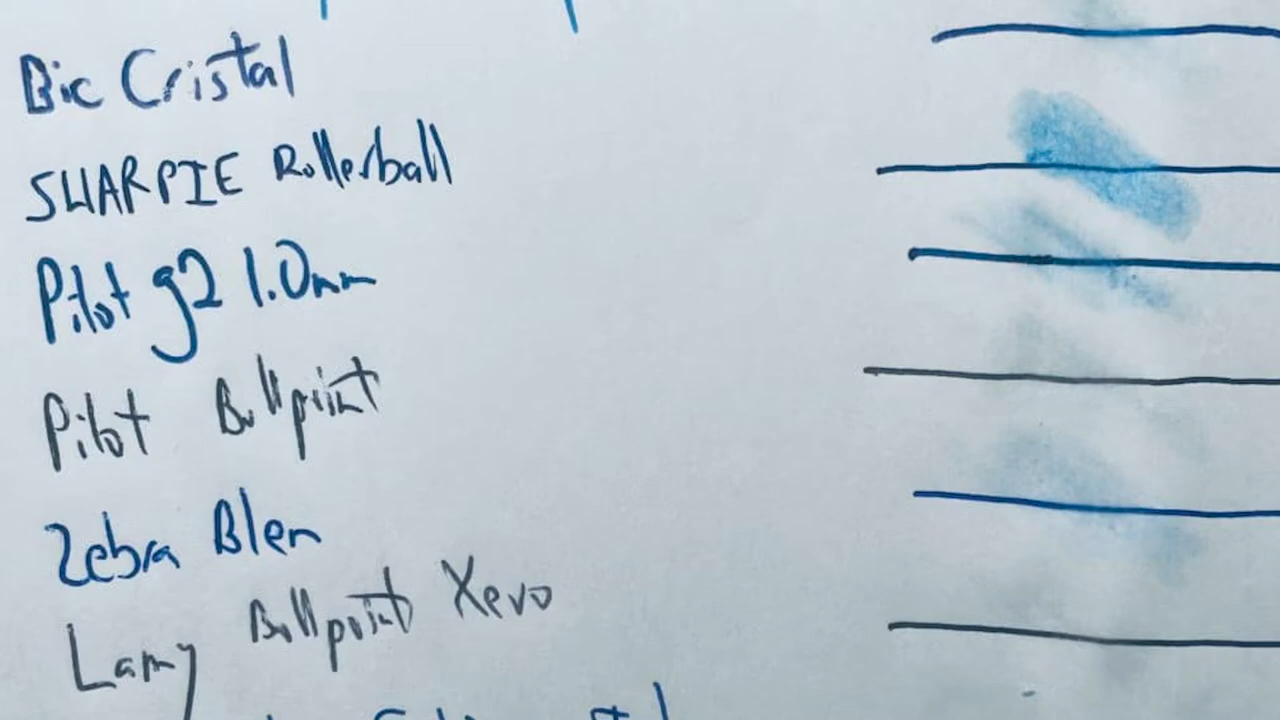 Bic Cristal
SHARPIE Rollerball
Pilot g2 1.0mm
Pilot Ballpoint
Zebra Blen
Lamy Ballpoint Xevo